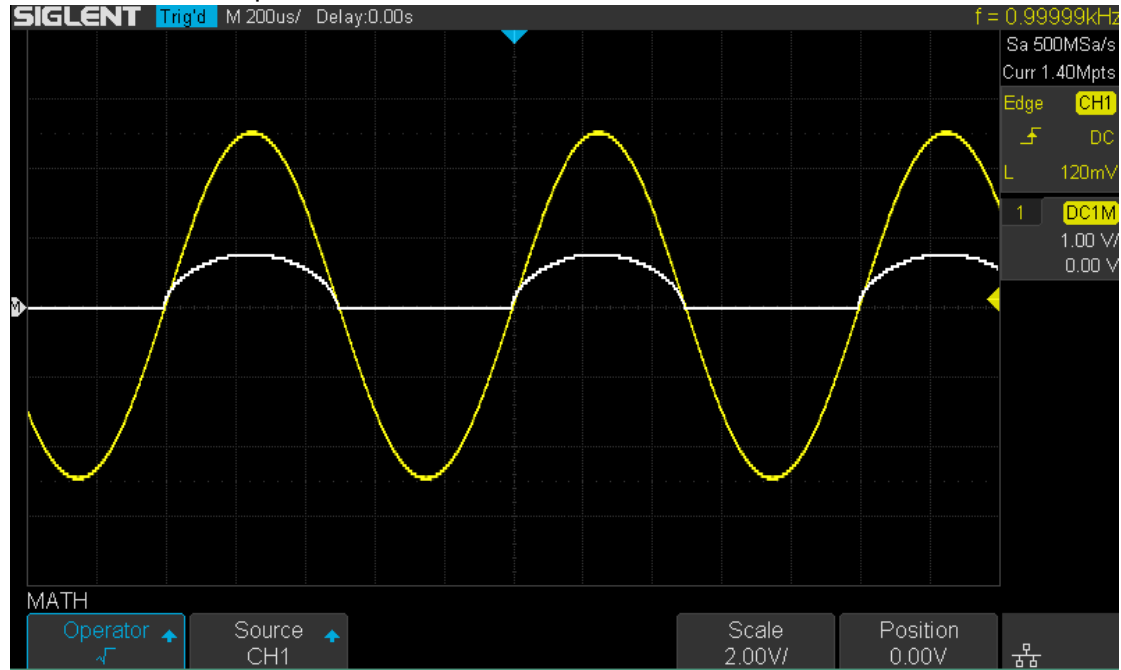 SIGLENT Trig'd M 200us/ Delay:0.00s f = 0.99999kHz
Sa 500MSa/s
Curr 1.40Mpts
Edge CH1
DC
L 120mV
1 DC1M
1.00 V/
0.00 V
M
MATH
Operator Source Scale Position
√ CH1 2.00V/ 0.00V